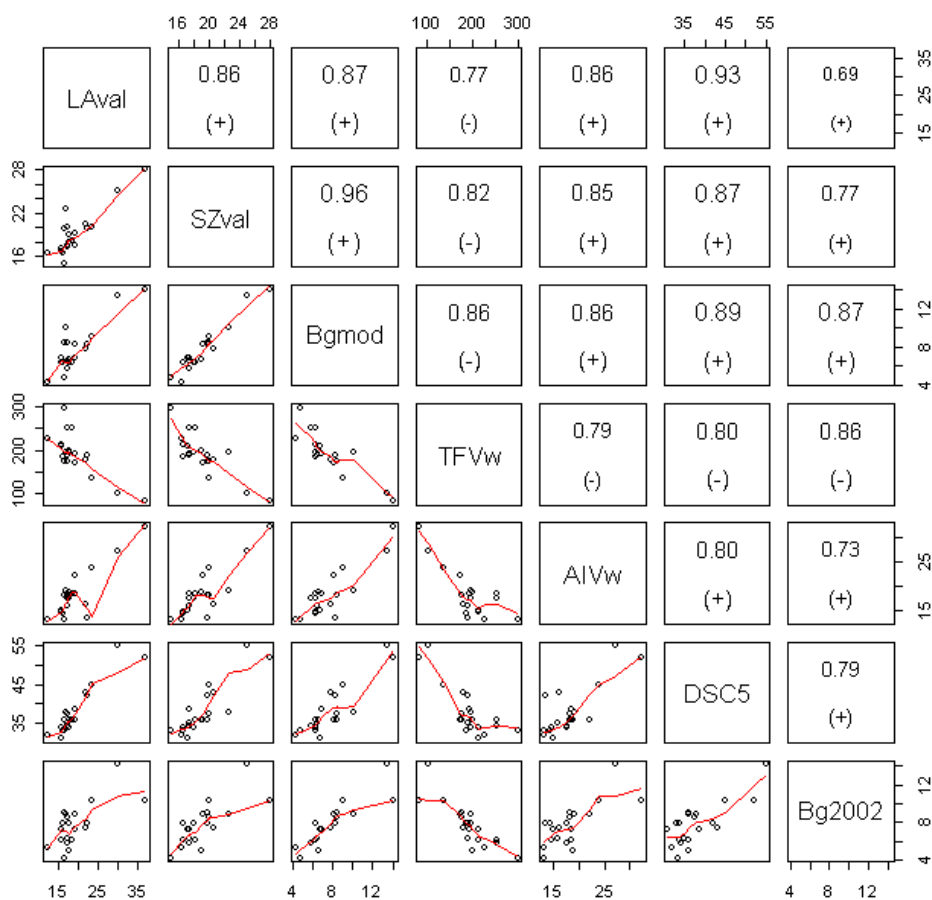 16 20 24 28 100 200 300 35 45 55
LAval 0.86 0.87 0.77 0.86 0.93 0.69 35
(+) (+) (-) (+) (+) (+) 25
15
28 SZval 0.96 0.82 0.85 0.87 0.77
22 (+) (-) (+) (+) (+)
16
Bgmod 0.86 0.86 0.89 0.87 12
(-) (+) (+) (+) 8
4
300 TFVw 0.79 0.80 0.86
200 (-) (-) (-)
100
AIVw 0.80 0.73 25
(+) (+) 15
55 DSC5 0.79
45 (+)
35
Bg2002 12
8
4
15 25 35 4 8 12 15 25 4 6 8 12